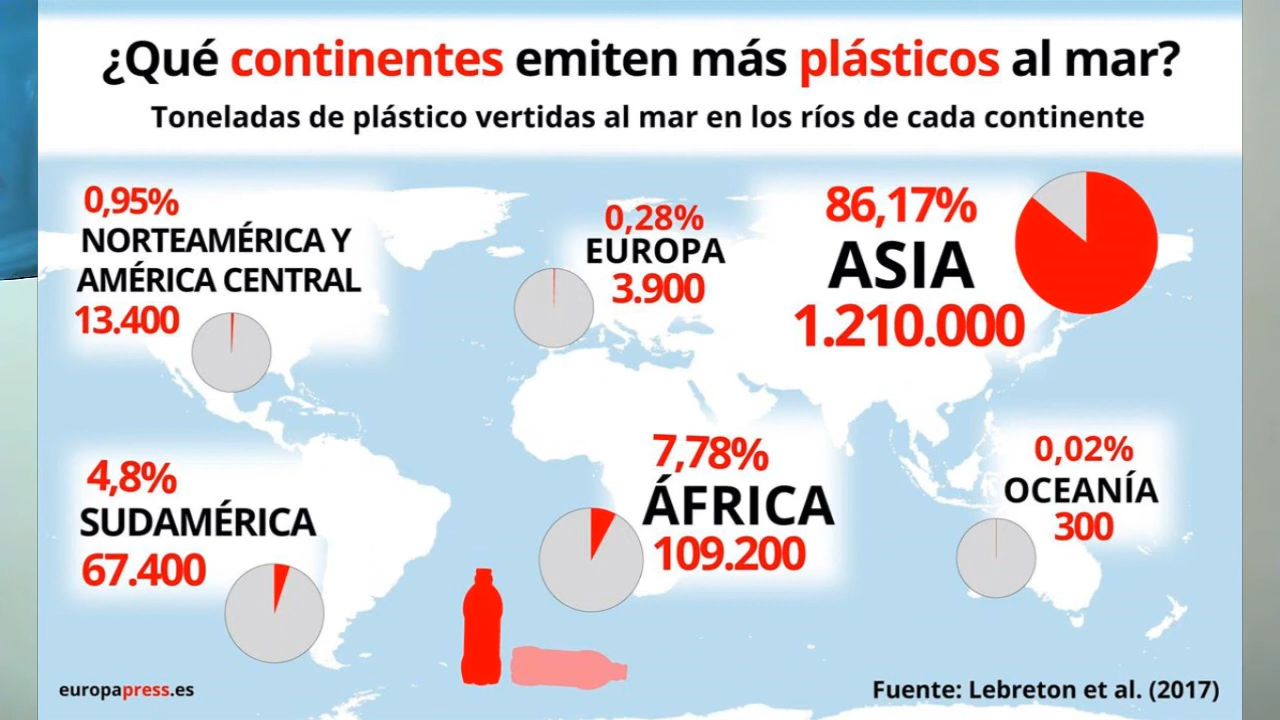 ¿Qué continentes emiten más plásticos al mar?
Toneladas de plástico vertidas al mar en los ríos de cada continente
0,95%
NORTEAMÉRICA Y
AMÉRICA CENTRAL
13.400
0,28%
EUROPA
3.900
86,17%
ASIA
1.210.000
4,8%
SUDAMÉRICA
67.400
7,78%
ÁFRICA
109.200
0,02%
OCEANÍA
300
europapress.es
Fuente: Lebreton et al. (2017)